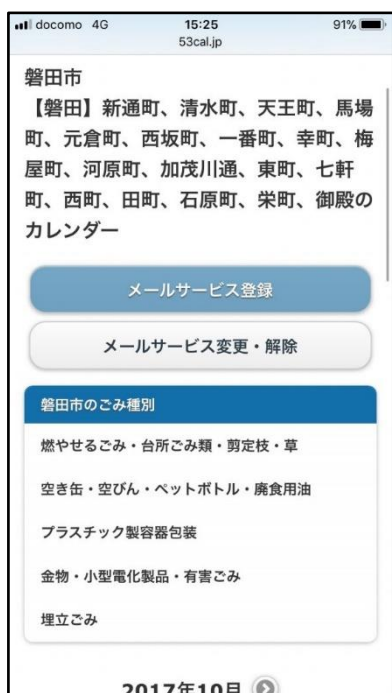 docomo 4G 15:25 91%
53cal.jp
磐田市
【磐田】新通町、清水町、天王町、馬場
町、元倉町、西坂町、一番町、幸町、梅
屋町、河原町、加茂川通、東町、七軒
町、西町、田町、石原町、栄町、御殿の
カレンダー
メールサービス登録
メールサービス変更・解除
磐田市のごみ種別
燃やせるごみ・台所ごみ類・剪定枝・草
空き缶・空びん・ペットボトル・廃食用油
プラスチック製容器包装
金物・小型電化製品・有害ごみ
埋立ごみ
2017年10月